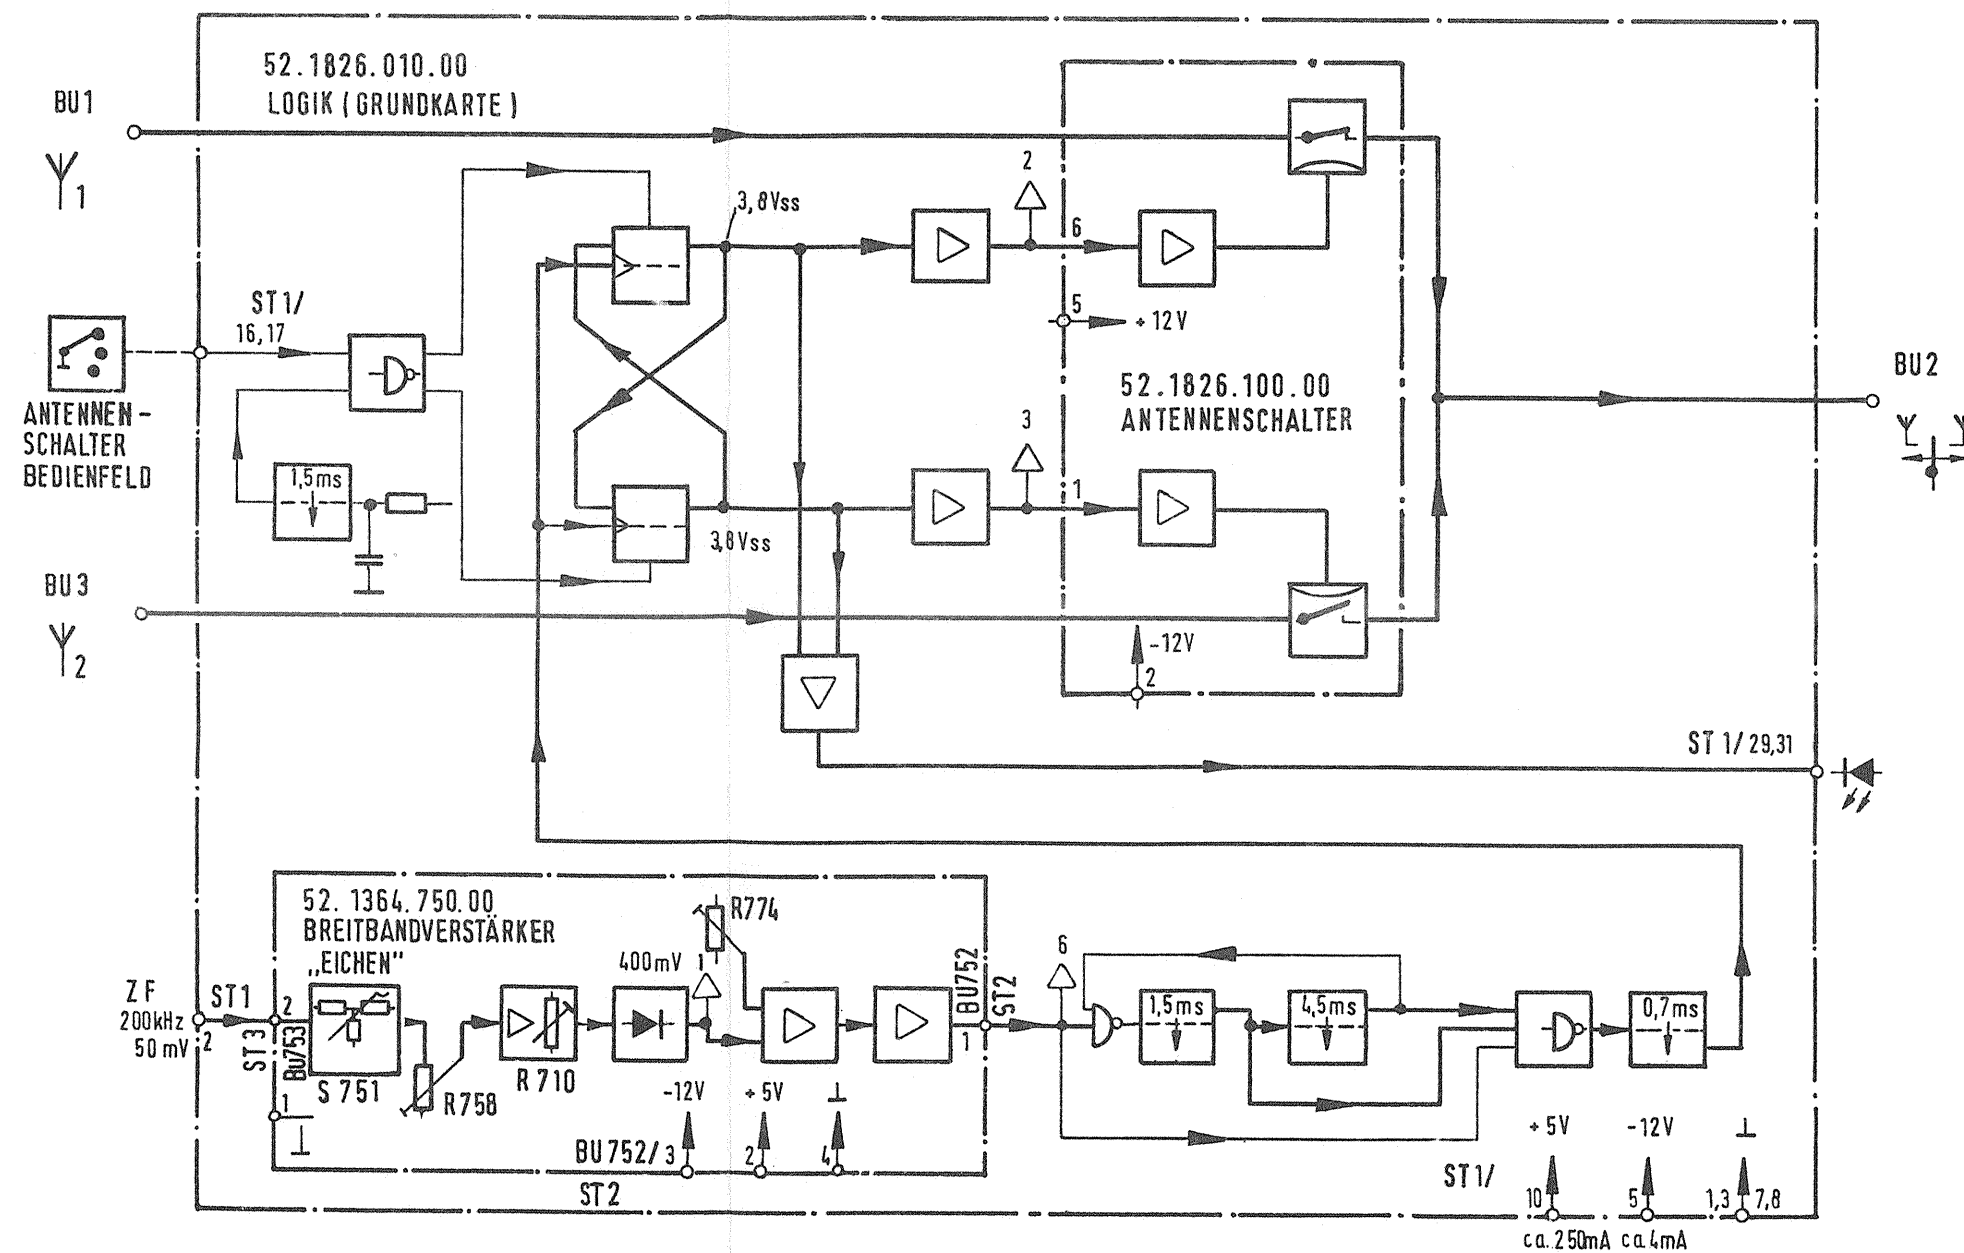 52.1826.010.00
LOGIK (GRUNDKARTE)
BU1
1
2
3,8Vss
6
5
+12V
ST1/
16,17
52.1826.100.00
ANTENNENSCHALTER
BU2
ANTENNEN-
SCHALTER
BEDIENFELD
1,5ms
3
1
3,8Vss
BU3
2
-12V
2
ST1/29,31
52.1364.750.00
BREITBANDVERSTÄRKER
„EICHEN"
R774
400mV
1
6
BU752
ST2
ZF
200kHz
50mV
ST1
2
2
ST3
BU753
S751
R758
R710
1
1
1,5ms
4,5ms
0,7ms
-12V
+5V
⊥
BU752/3
2
4
⊥
ST2
+5V
-12V
⊥
ST1/
10
5
1,3
7,8
ca.250mA
ca4mA